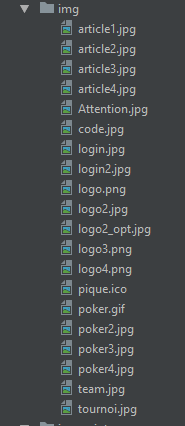 img
article1.jpg
article2.jpg
article3.jpg
article4.jpg
Attention.jpg
code.jpg
login.jpg
login2.jpg
logo.png
logo2.jpg
logo2_opt.jpg
logo3.png
logo4.png
pique.ico
poker.gif
poker2.jpg
poker3.jpg
poker4.jpg
team.jpg
tournoi.jpg